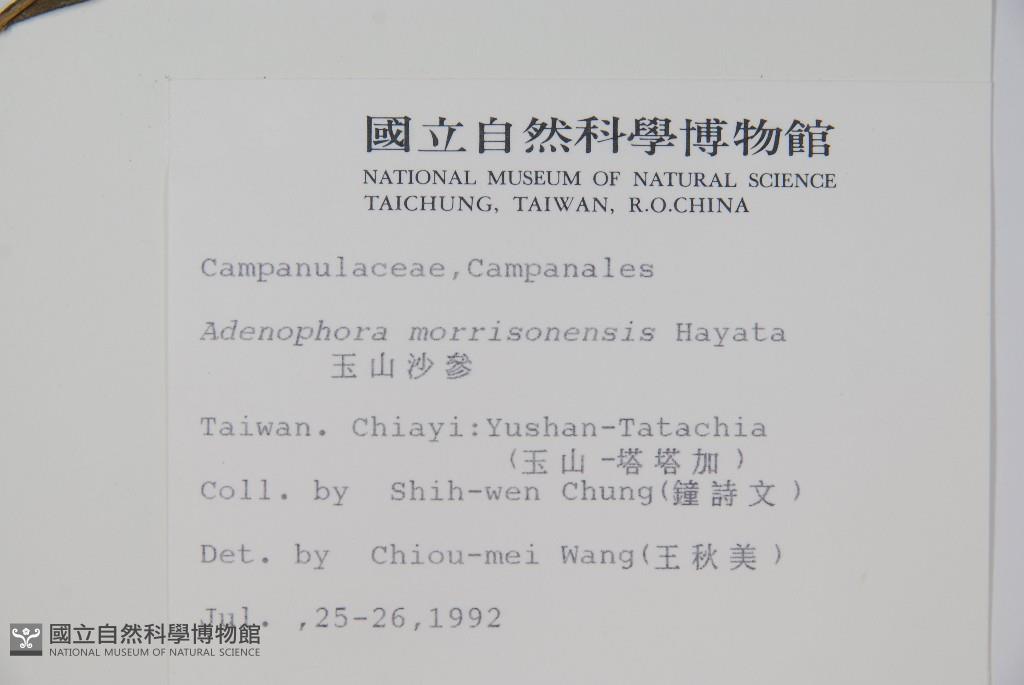 國立自然科學博物館
NATIONAL MUSEUM OF NATURAL SCIENCE
TAICHUNG, TAIWAN, R.O.CHINA
Campanulaceae,Campanales
Adenophora morrisonensis Hayata
玉山沙參
Taiwan. Chiayi:Yushan-Tatachia
(玉山-塔塔加)
Coll. by Shih-wen Chung(鐘詩文)
Det. by Chiou-mei Wang(王秋美)
Jul. ,25-26,1992
國立自然科學博物館
NATIONAL MUSEUM OF NATURAL SCIENCE